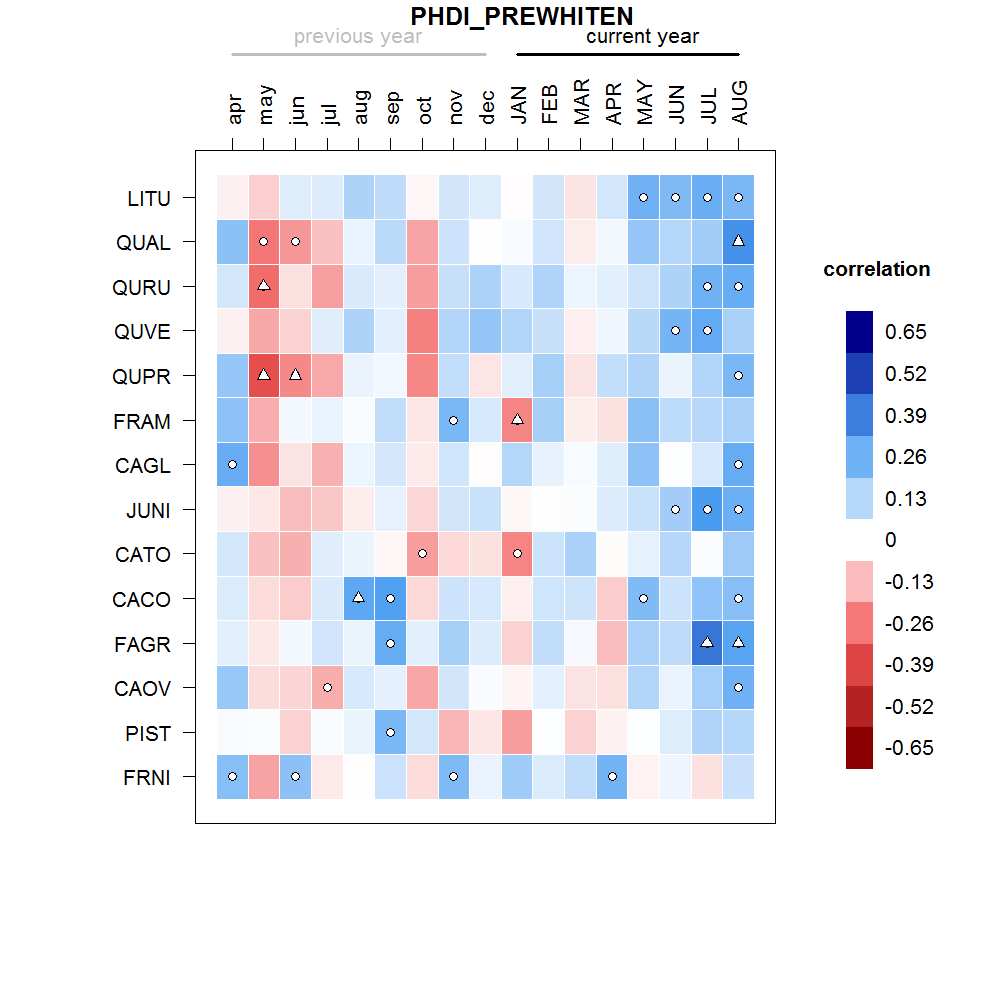 PHDI_PREWHITEN
previous year current year
apr may jun jul aug sep oct nov dec JAN FEB MAR APR MAY JUN JUL AUG
LITU
QUAL
QURU
QUVE
QUPR
FRAM
CAGL
JUNI
CATO
CACO
FAGR
CAOV
PIST
FRNI
correlation
0.65
0.52
0.39
0.26
0.13
0
-0.13
-0.26
-0.39
-0.52
-0.65